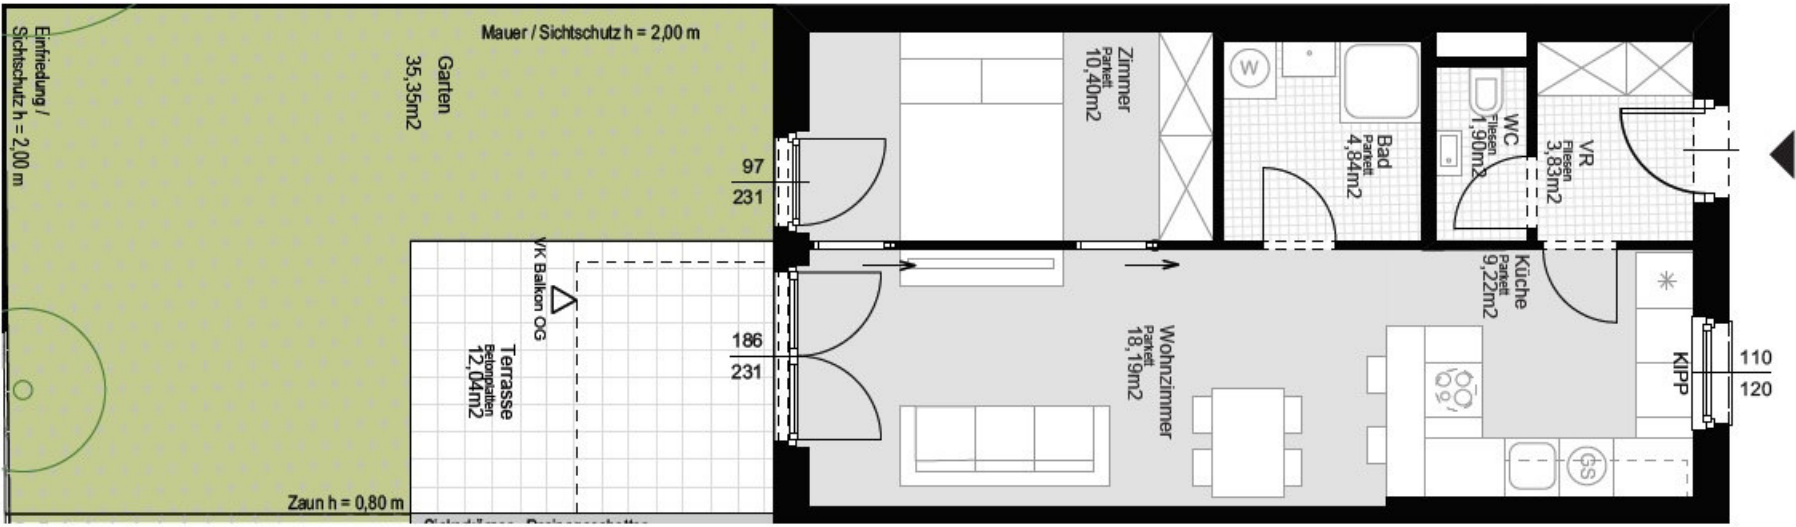 Einfriedung /
Sichtschutz h = 2,00 m
Mauer / Sichtschutz h = 2,00 m
Garten
35,35m2
97
231
VK Balkon OG
Terrasse
Betonplatten
12,04m2
186
231
Zaun h = 0,80 m
Zimmer
Parkett
10,40m2
W
Bad
Parkett
4,84m2
WC
Fliesen
1,90m2
VR
Fliesen
3,83m2
Küche
Parkett
9,22m2
Wohnzimmer
Parkett
18,19m2
KIPP
110
120
GS